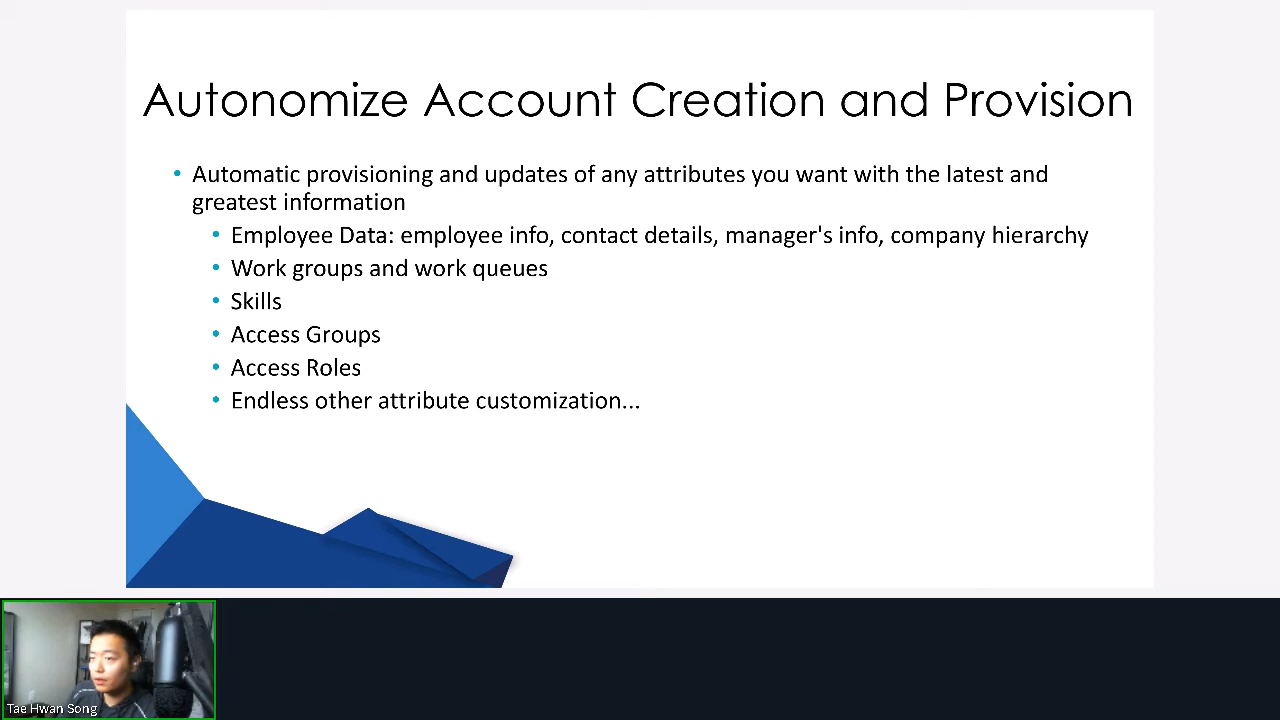 Autonomize Account Creation and Provision
Automatic provisioning and updates of any attributes you want with the latest and
greatest information
Employee Data: employee info, contact details, manager's info, company hierarchy
Work groups and work queues
Skills
Access Groups
Access Roles
Endless other attribute customization...
Tae Hwan Song